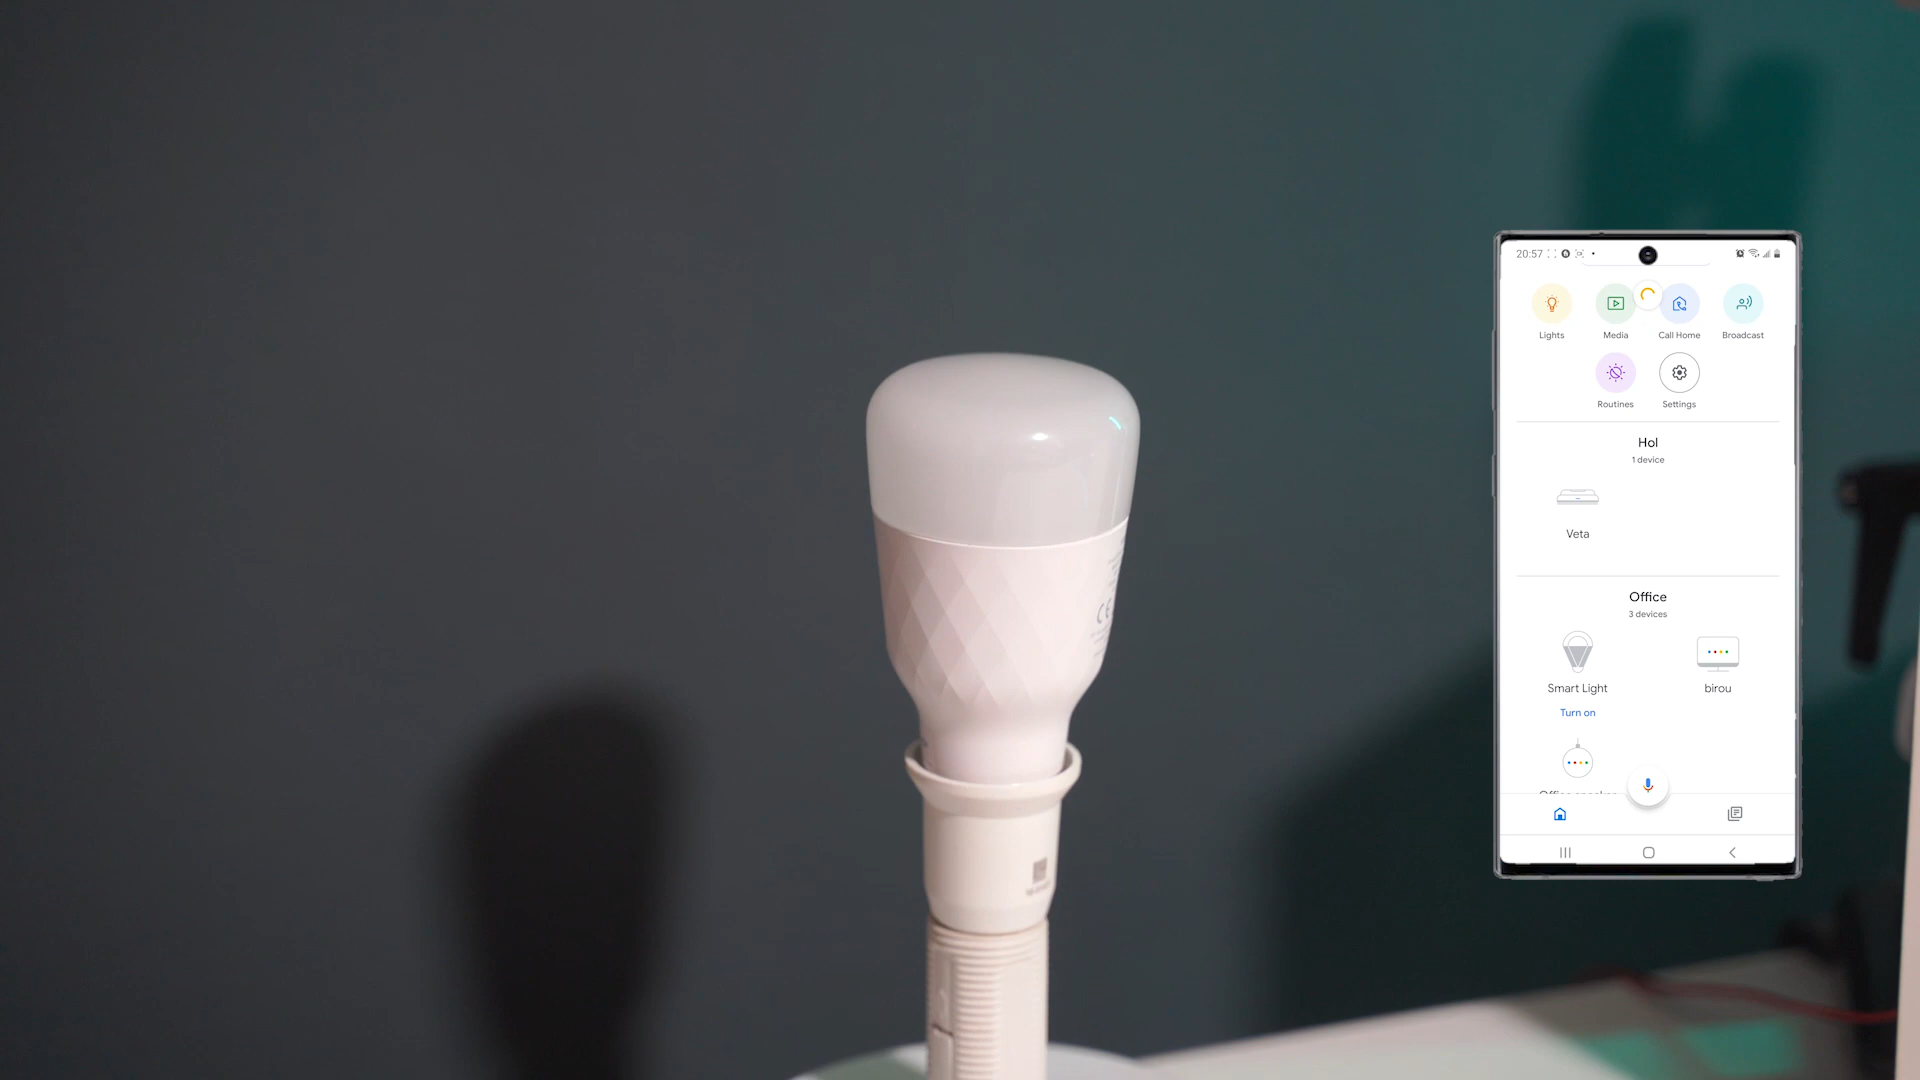 20:57
Lights
Media
Call Home
Broadcast
Routines
Settings
Hol
1 device
Veta
Office
3 devices
Smart Light
birou
Turn on
CE